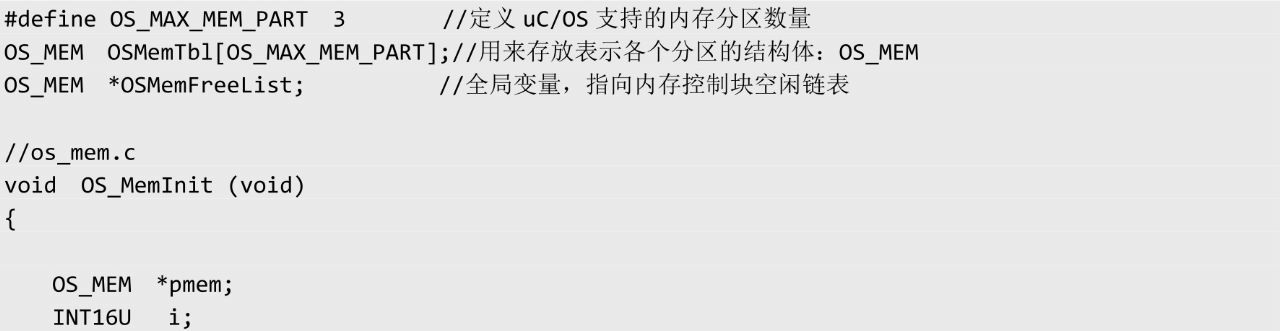 #define OS_MAX_MEM_PART  3        //定义 uC/OS 支持的内存分区数量
OS_MEM  OSMemTbl[OS_MAX_MEM_PART];//用来存放表示各个分区的结构体：OS_MEM
OS_MEM  *OSMemFreeList;           //全局变量，指向内存控制块空闲链表
//os_mem.c
void  OS_MemInit (void)
{
    OS_MEM  *pmem;
    INT16U   i;